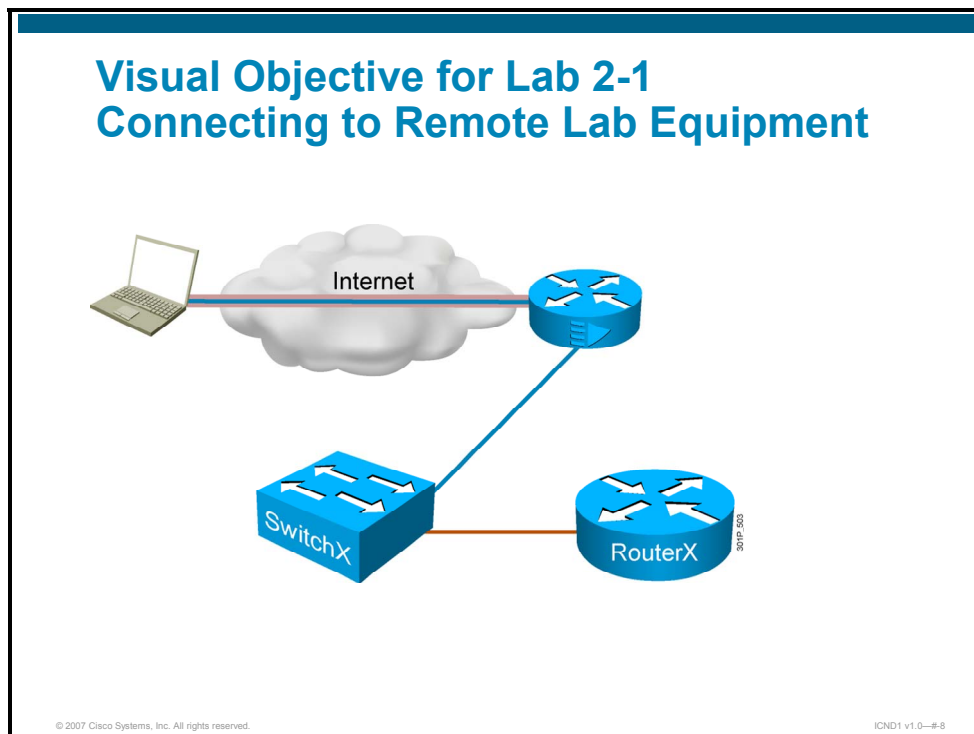 Visual Objective for Lab 2-1
Connecting to Remote Lab Equipment
Internet
SwitchX
RouterX
301P_503
© 2007 Cisco Systems, Inc. All rights reserved.
ICND1 v1.0—#-8